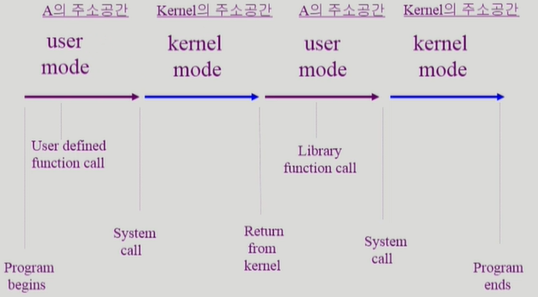 A의 주소공간
Kernel의 주소공간
A의 주소공간
Kernel의 주소공간
user
mode
kernel
mode
user
mode
kernel
mode
User defined
function call
Library
function call
System
call
Return
from
kernel
System
call
Program
begins
Program
ends